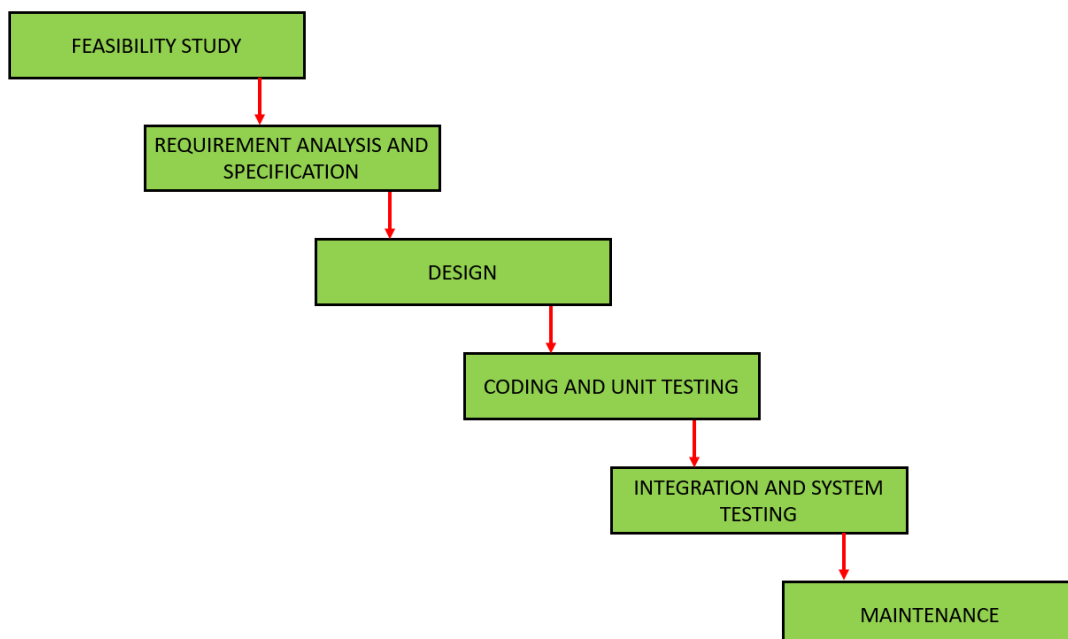 FEASIBILITY STUDY
REQUIREMENT ANALYSIS AND
SPECIFICATION
DESIGN
CODING AND UNIT TESTING
INTEGRATION AND SYSTEM
TESTING
MAINTENANCE